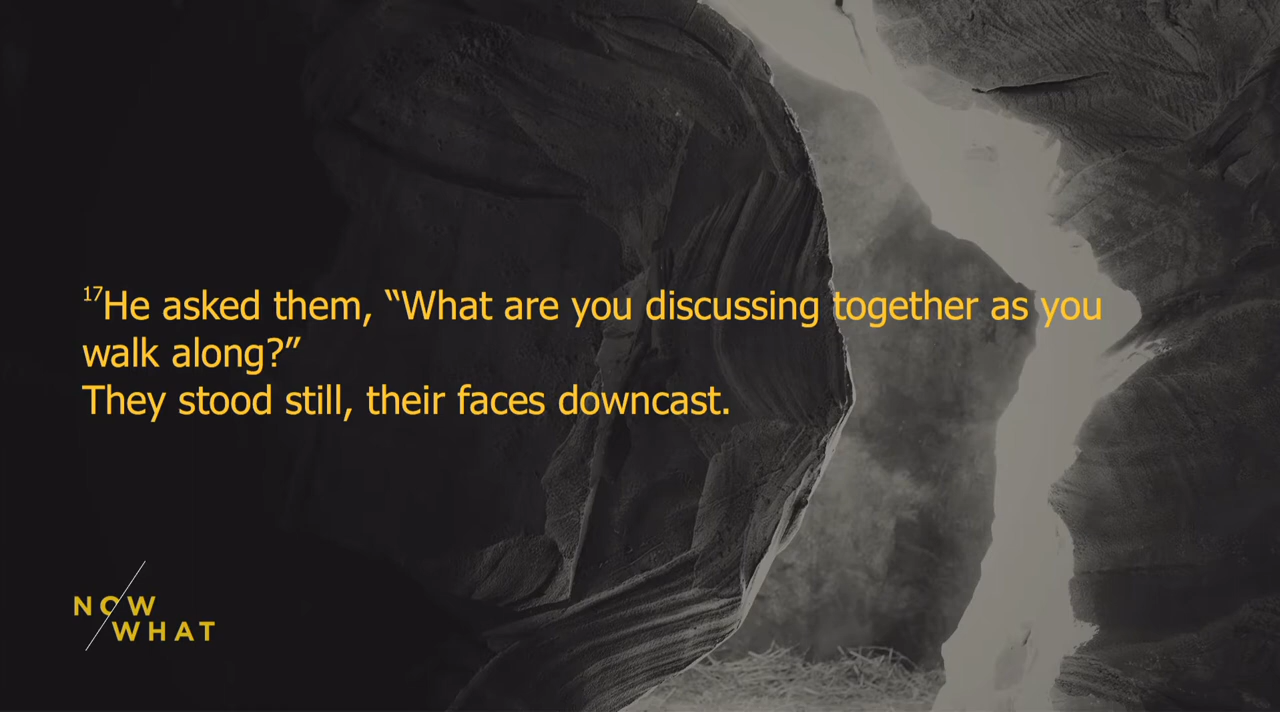 17He asked them, “What are you discussing together as you
walk along?”
They stood still, their faces downcast.
NOW
WHAT